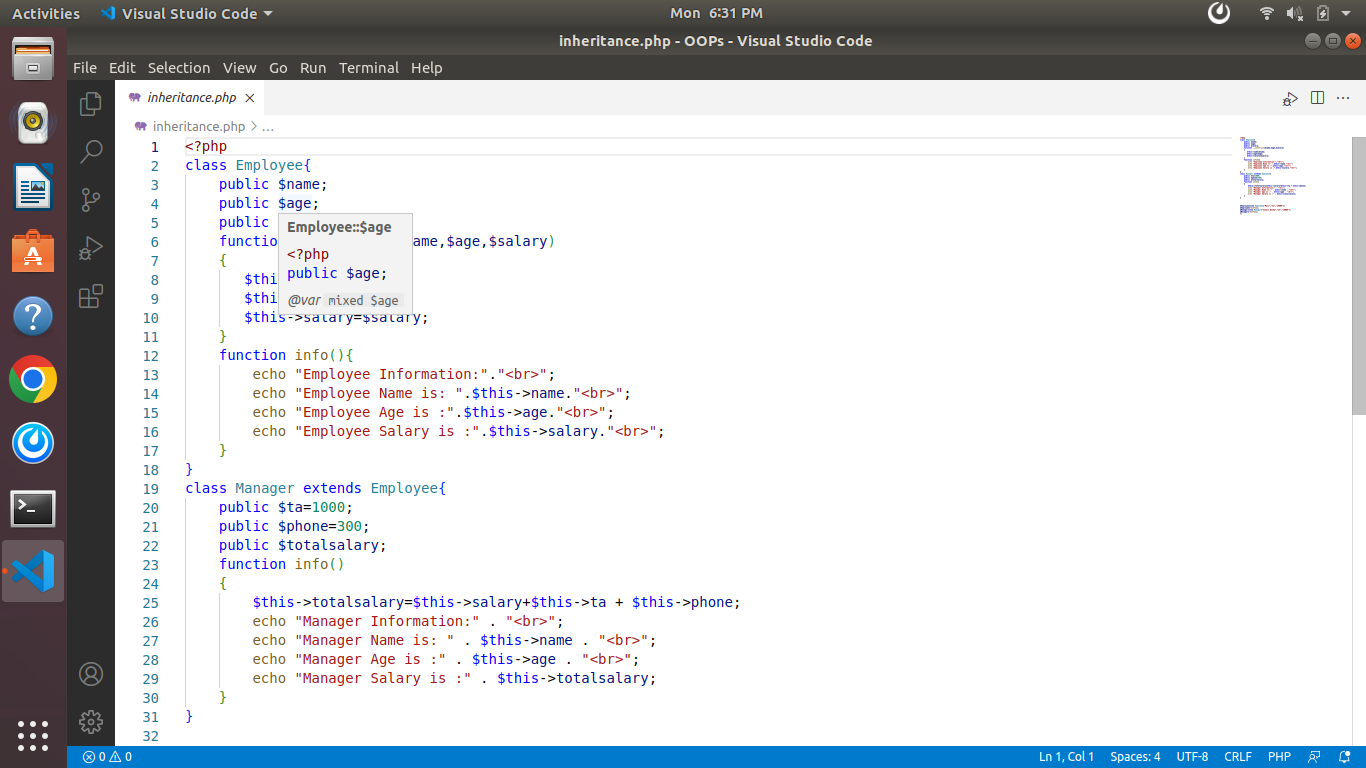 Activities Visual Studio Code Mon 6:31 PM
inheritance.php - OOPs - Visual Studio Code
File Edit Selection View Go Run Terminal Help
inheritance.php
inheritance.php > ...
1 <?php
2 class Employee{
3 public $name;
4 public $age;
5 public
Employee::$age
6 function ame,$age,$salary)
<?php
7 {
public $age;
8 $thi
9 $thi
@var mixed $age
10 $this->salary=$salary;
11 }
12 function info(){
13 echo "Employee Information:"."<br>";
14 echo "Employee Name is: ".$this->name."<br>";
15 echo "Employee Age is :".$this->age."<br>";
16 echo "Employee Salary is :".$this->salary."<br>";
17 }
18 }
19 class Manager extends Employee{
20 public $ta=1000;
21 public $phone=300;
22 public $totalsalary;
23 function info()
24 {
25 $this->totalsalary=$this->salary+$this->ta + $this->phone;
26 echo "Manager Information:" . "<br>";
27 echo "Manager Name is: " . $this->name . "<br>";
28 echo "Manager Age is :" . $this->age . "<br>";
29 echo "Manager Salary is :" . $this->totalsalary;
30 }
31 }
32
0 0 Ln 1, Col 1 Spaces: 4 UTF-8 CRLF PHP